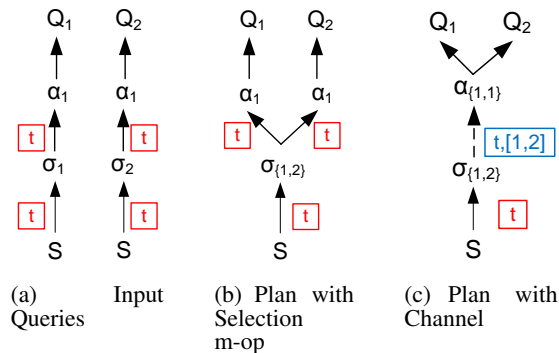 Q1 Q2 Q1 Q2 Q1 Q2
α1 α1 α1 α1 α{1,1}
t t t t t,[1,2]
σ1 σ2 σ{1,2} σ{1,2}
t t t t
S S S S
(a) Input (b) Plan with (c) Plan with
Queries Selection Channel
m-op